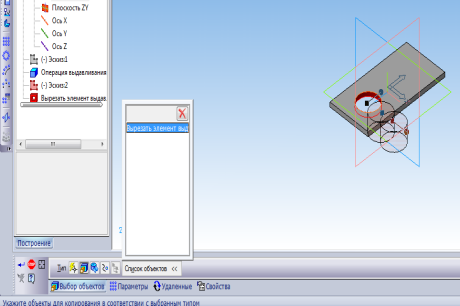 Плоскость ZY
Ось X
Ось Y
Ось Z
(-) Эскиз:1
Операция выдавливания
(-) Эскиз:2
Вырезать элемент выдав
Вырезать элемент выд
Построение
Тип
Список объектов <<
Выбор объектов
Параметры
Удаленные
Свойства
Укажите объекты для копирования в соответствии с выбранным типом